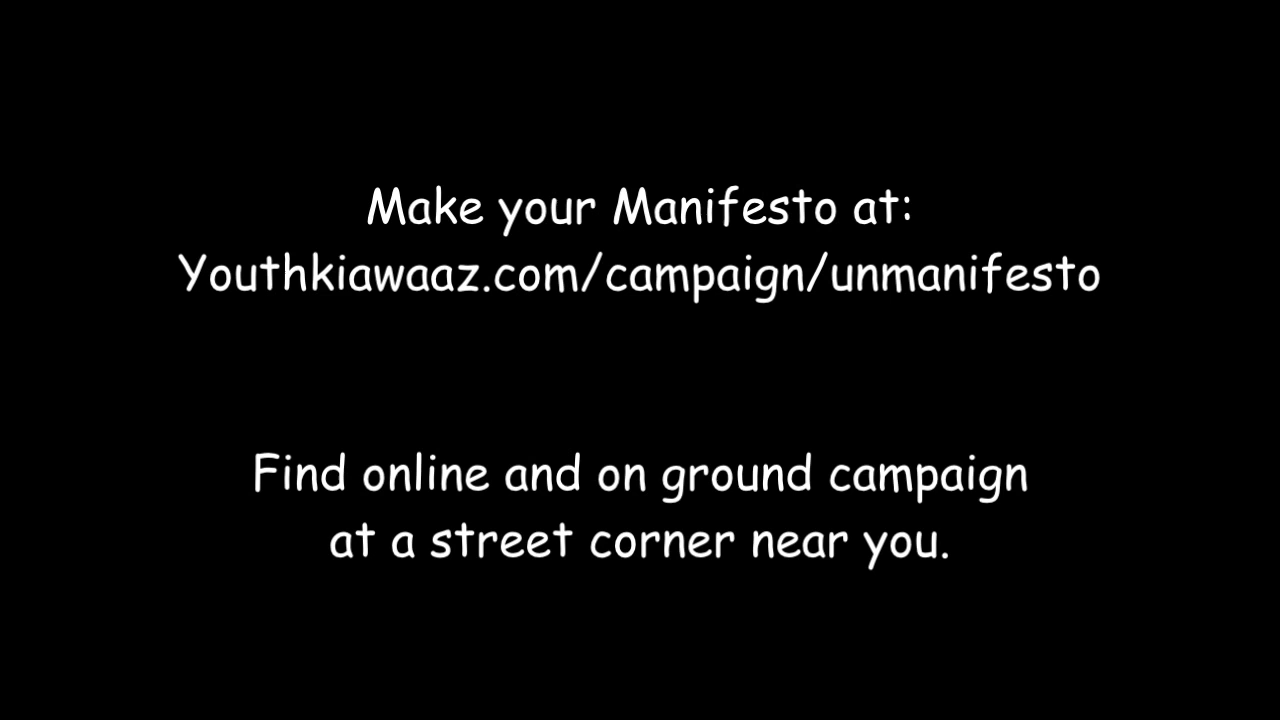 Make your Manifesto at:
Youthkiawaaz.com/campaign/unmanifesto
Find online and on ground campaign
at a street corner near you.